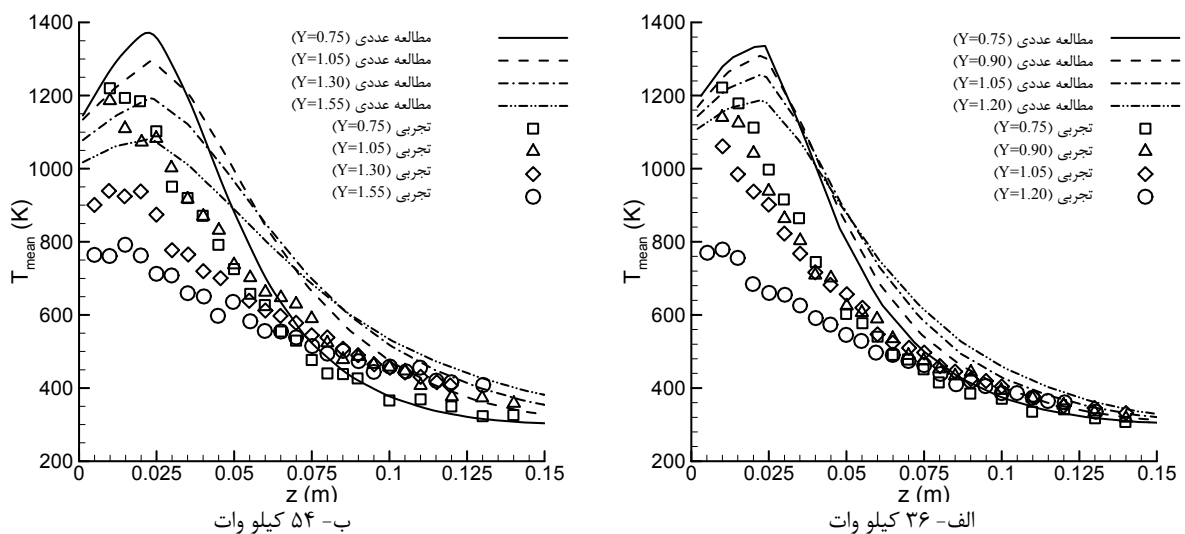 1400
1200
1000
800
600
400
200
T_mean (K)
0
0.025
0.05
0.075
0.1
0.125
0.15
z (m)
مطالعه عددی (Y=0.75)
مطالعه عددی (Y=1.05)
مطالعه عددی (Y=1.30)
مطالعه عددی (Y=1.55)
تجربی (Y=0.75)
تجربی (Y=1.05)
تجربی (Y=1.30)
تجربی (Y=1.55)
ب- ۵۴ کیلو وات
1400
1200
1000
800
600
400
200
T_mean (K)
0
0.025
0.05
0.075
0.1
0.125
0.15
z (m)
مطالعه عددی (Y=0.75)
مطالعه عددی (Y=0.90)
مطالعه عددی (Y=1.05)
مطالعه عددی (Y=1.20)
تجربی (Y=0.75)
تجربی (Y=0.90)
تجربی (Y=1.05)
تجربی (Y=1.20)
الف- ۳۶ کیلو وات